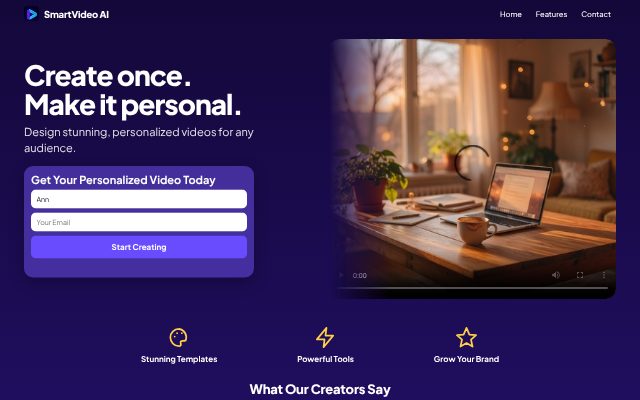 SmartVideo AI
Home
Features
Contact
Create once.
Make it personal.
Design stunning, personalized videos for any
audience.
Get Your Personalized Video Today
Ann
Your Email
Start Creating
0:00
Stunning Templates
Powerful Tools
Grow Your Brand
What Our Creators Say